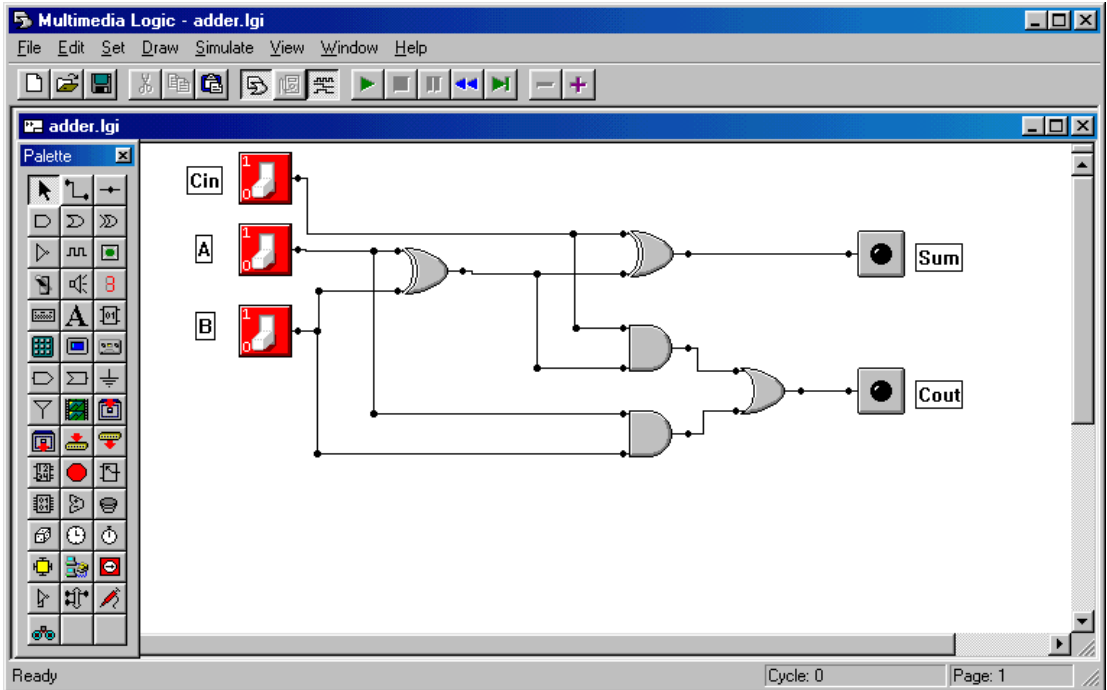 Multimedia Logic - adder.lgi
File Edit Set Draw Simulate View Window Help
adder.lgi
Palette
Cin
1
0
A
1
0
B
1
0
Sum
Cout
A
8
Ready
Cycle: 0
Page: 1